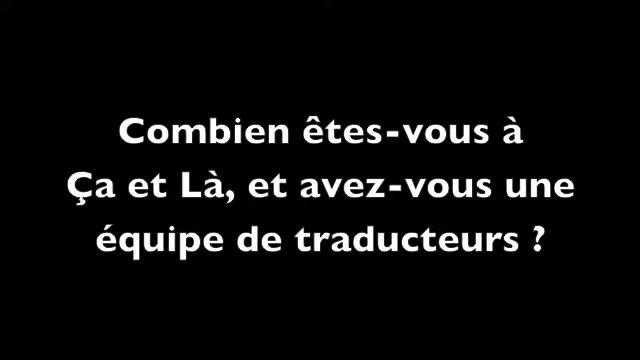 Combien êtes-vous à
Ça et Là, et avez-vous une
équipe de traducteurs ?